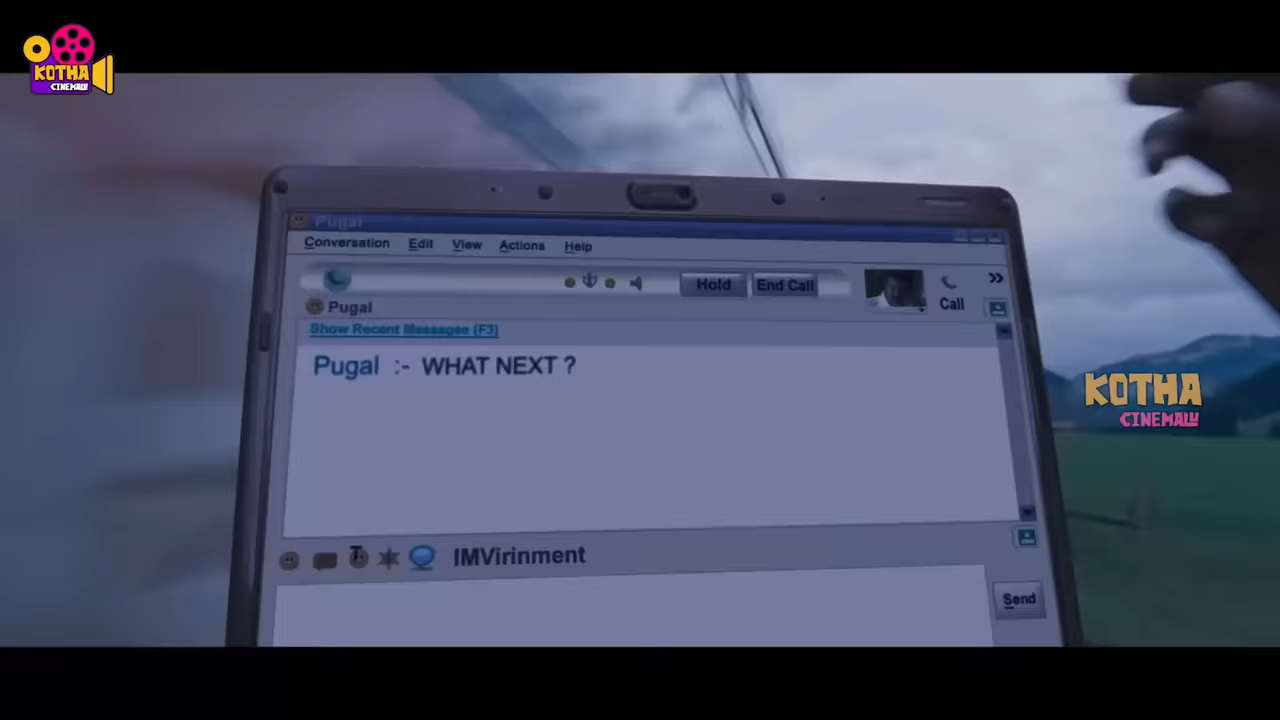 KOTHA
CINEMALU
Pugal
Conversation Edit View Actions Help
Hold End Call
Call
Pugal
Show Recent Messages (F3)
Pugal :- WHAT NEXT ?
KOTHA
CINEMALU
IMVirinment
Send